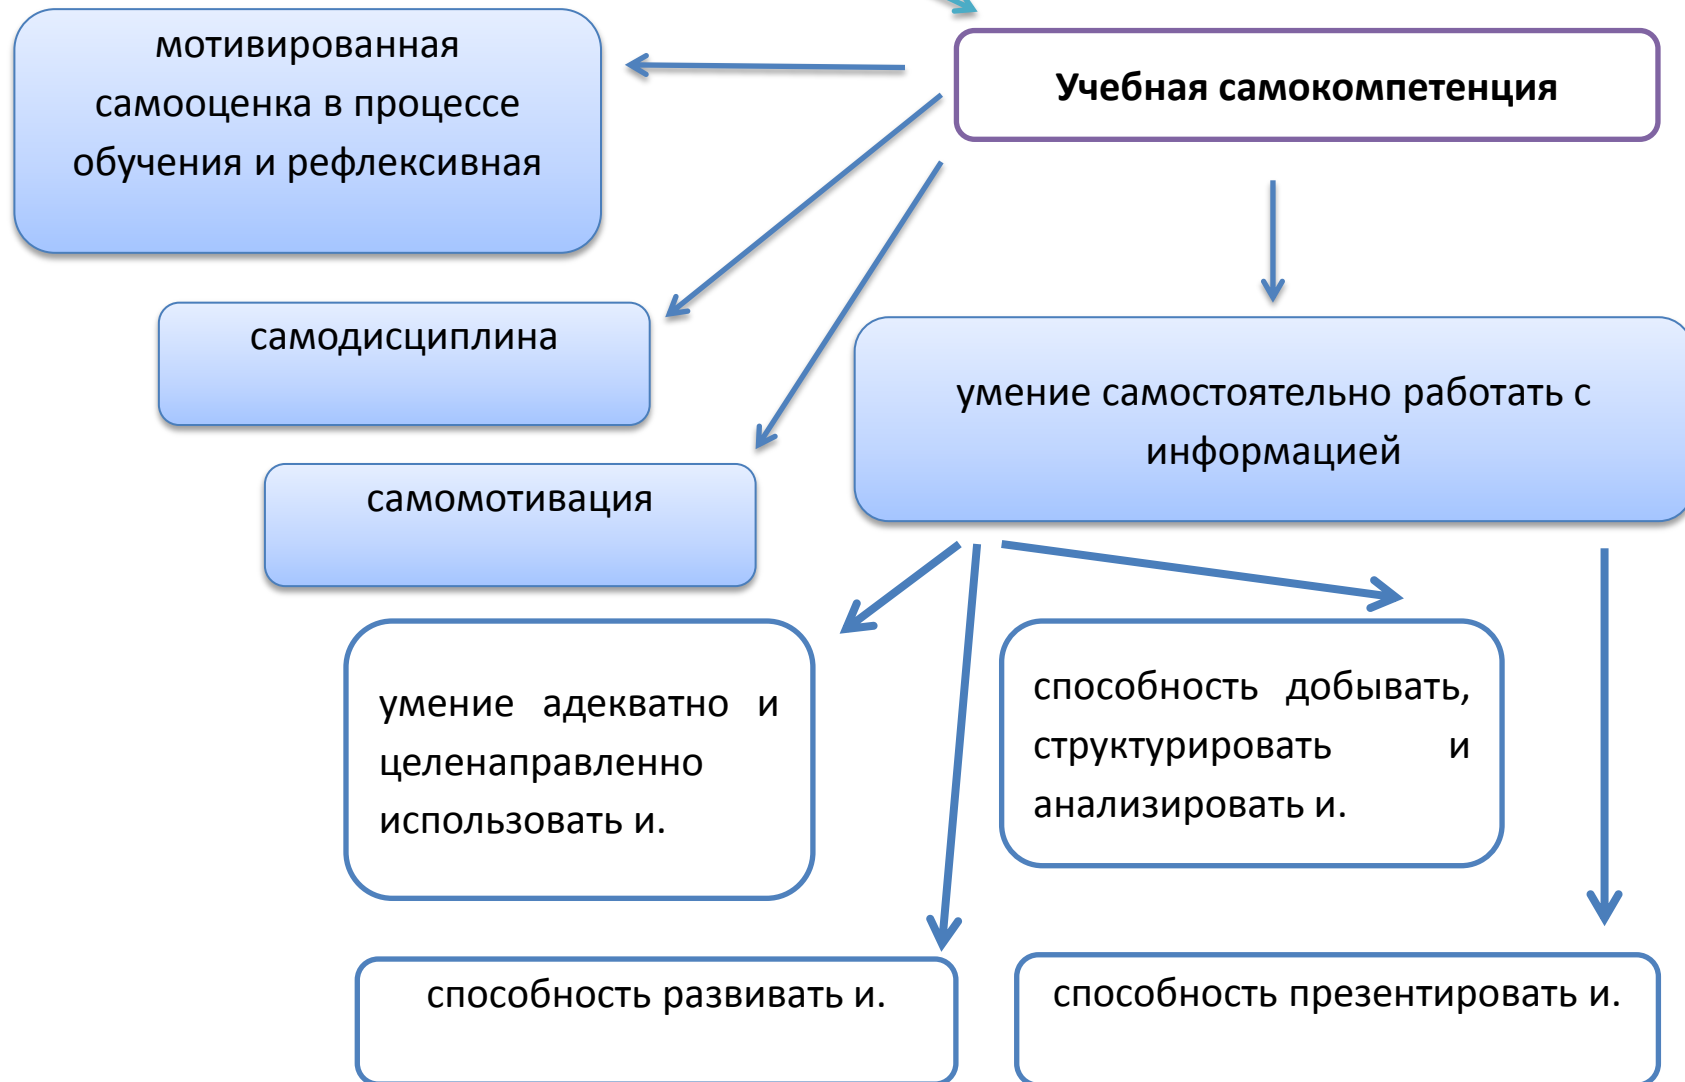 мотивированная
самооценка в процессе
обучения и рефлексивная
Учебная самокомпетенция
самодисциплина
самомотивация
умение самостоятельно работать с
информацией
умение адекватно и
целенаправленно
использовать и.
способность добывать,
структурировать и
анализировать и.
способность развивать и.
способность презентировать и.